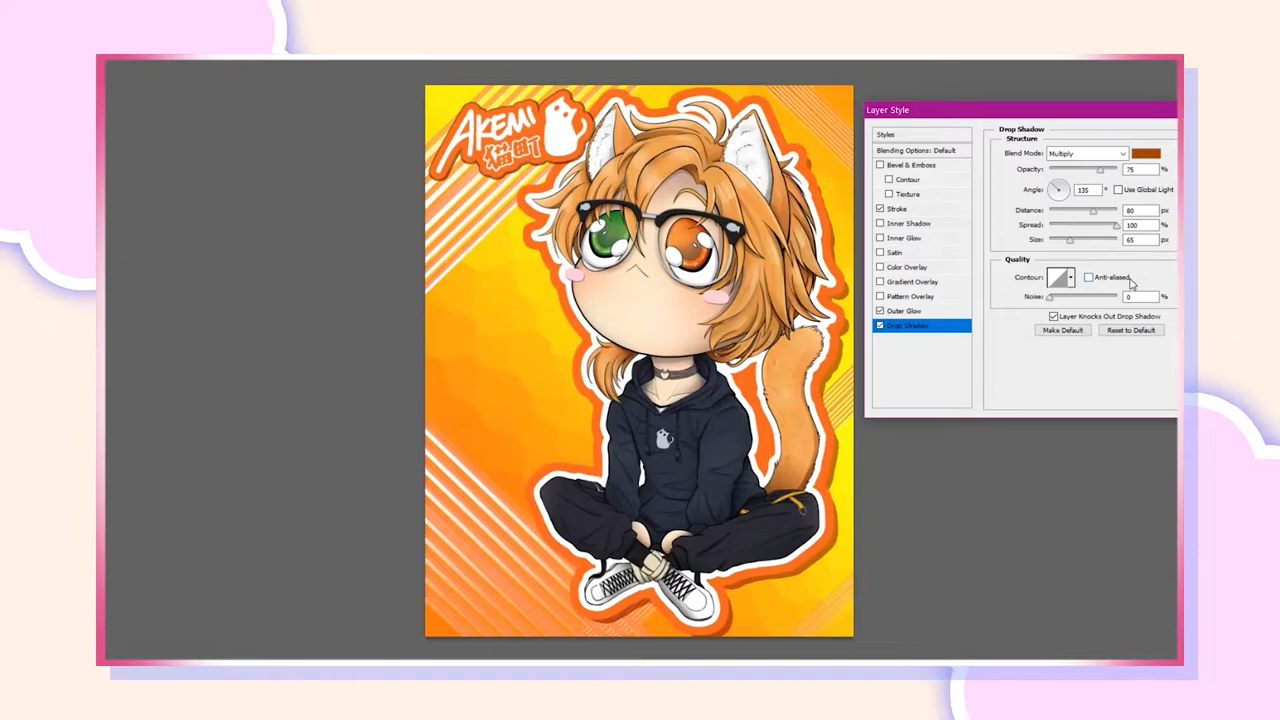 AKEMI
Layer Style
Styles
Blending Options: Default
Bevel & Emboss
Contour
Texture
Stroke
Inner Shadow
Inner Glow
Satin
Color Overlay
Gradient Overlay
Pattern Overlay
Outer Glow
Drop Shadow
Drop Shadow
Structure
Blend Mode: Multiply
Opacity: 75 %
Angle: 135 ° Use Global Light
Distance: 80 px
Spread: 100 %
Size: 65 px
Quality
Contour: Anti-aliased
Noise: 0 %
Layer Knocks Out Drop Shadow
Make Default Reset to Default